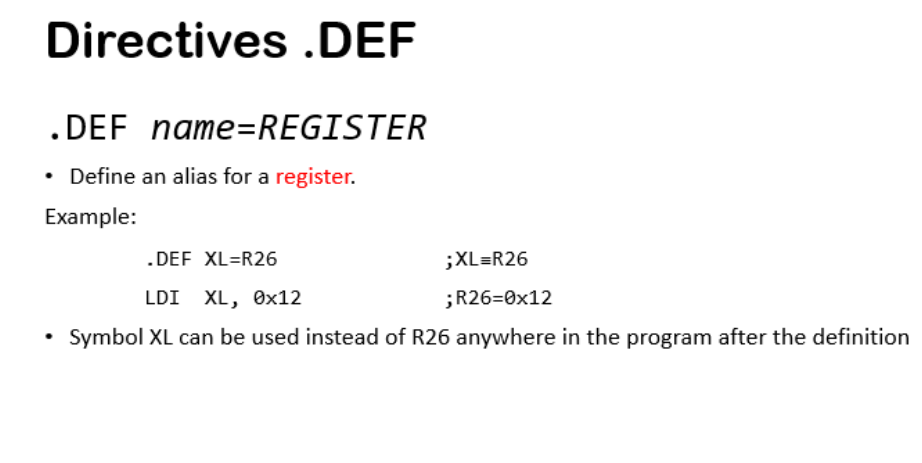 Directives .DEF
.DEF name=REGISTER
• Define an alias for a register.
Example:
.DEF XL=R26 ;XL≡R26
LDI XL, 0x12 ;R26=0x12
• Symbol XL can be used instead of R26 anywhere in the program after the definition